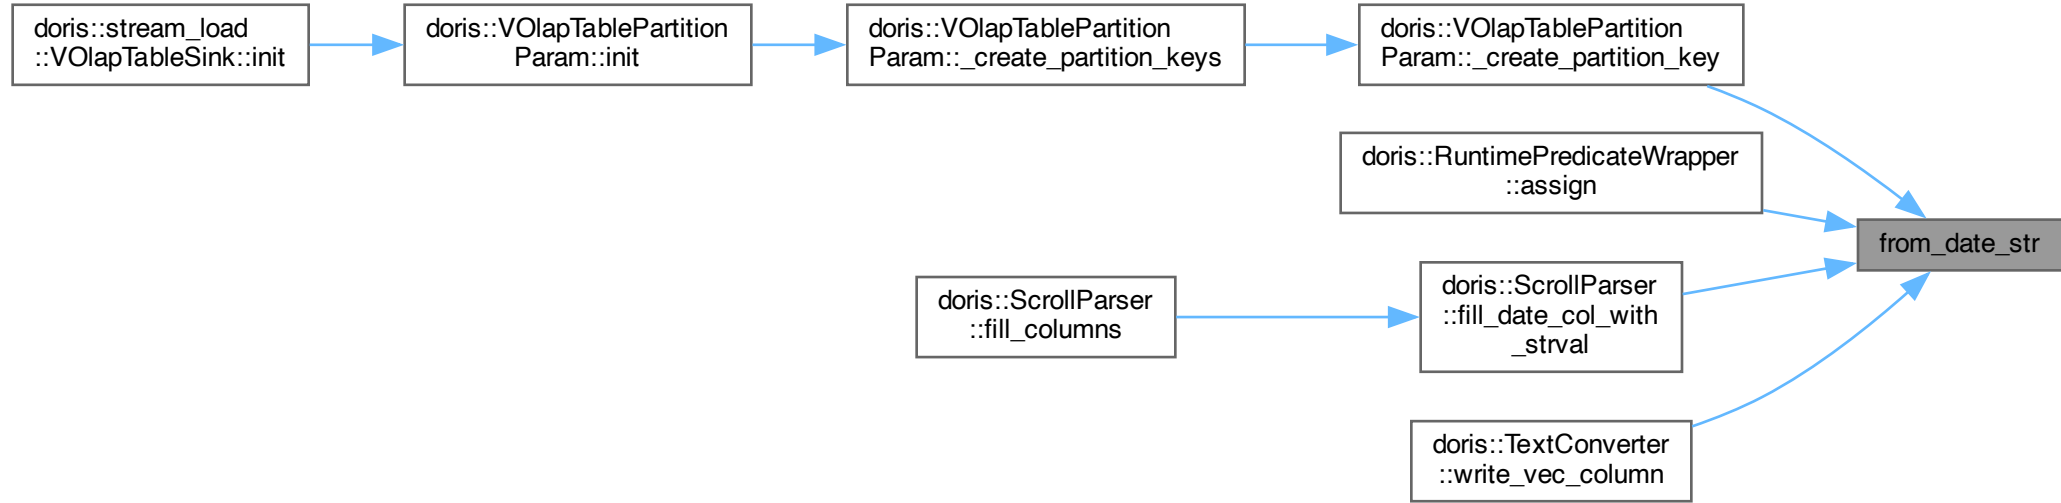 doris::stream_load
::VOlapTableSink::init
doris::VOlapTablePartition
Param::init
doris::VOlapTablePartition
Param::_create_partition_keys
doris::VOlapTablePartition
Param::_create_partition_key
doris::RuntimePredicateWrapper
::assign
from_date_str
doris::ScrollParser
::fill_columns
doris::ScrollParser
::fill_date_col_with
_strval
doris::TextConverter
::write_vec_column